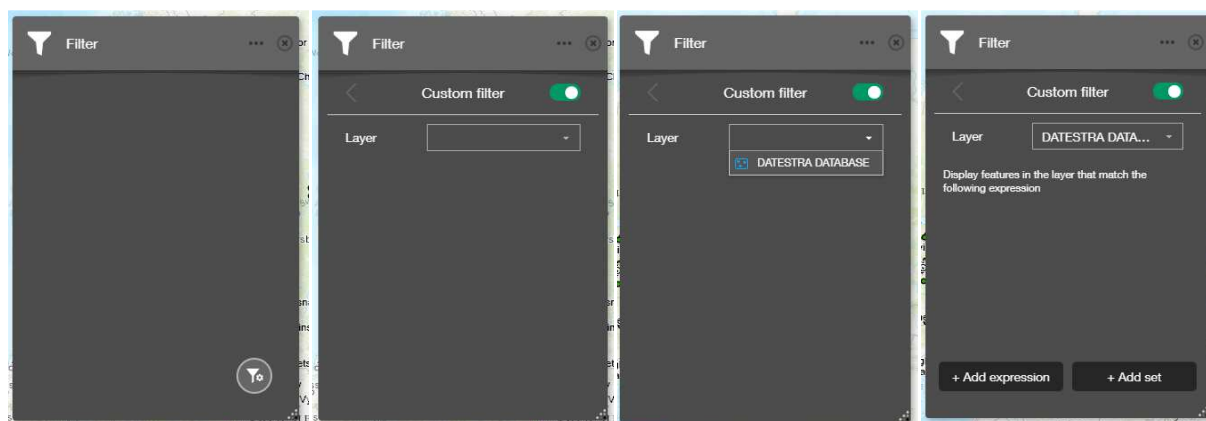 Filter
Filter
Custom filter
Layer
Filter
Custom filter
Layer
DATESTRA DATABASE
Filter
Custom filter
Layer
DATESTRA DATA...
Display features in the layer that match the
following expression
+ Add expression
+ Add set